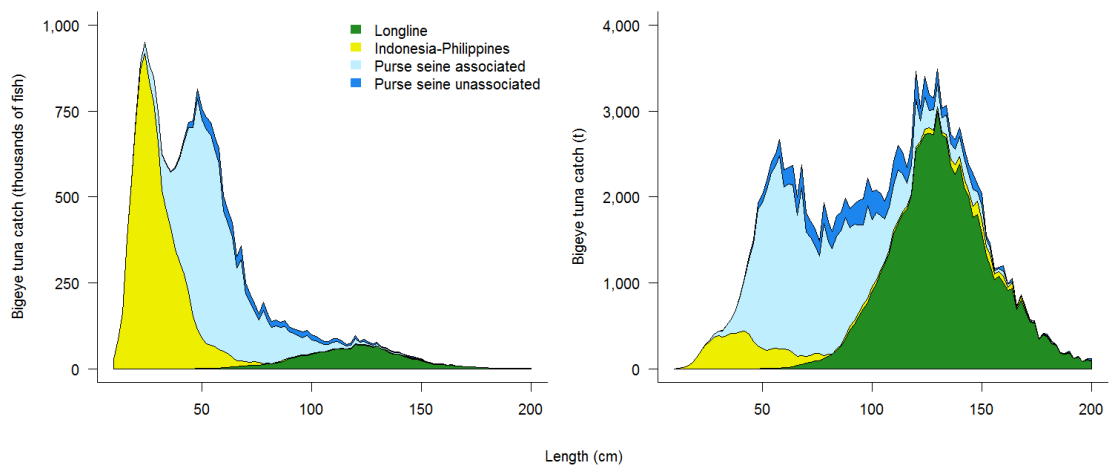 Bigeye tuna catch (thousands of fish)
1,000
750
500
250
0
50
100
150
200
Longline
Indonesia-Philippines
Purse seine associated
Purse seine unassociated
Bigeye tuna catch (t)
4,000
3,000
2,000
1,000
0
50
100
150
200
Length (cm)